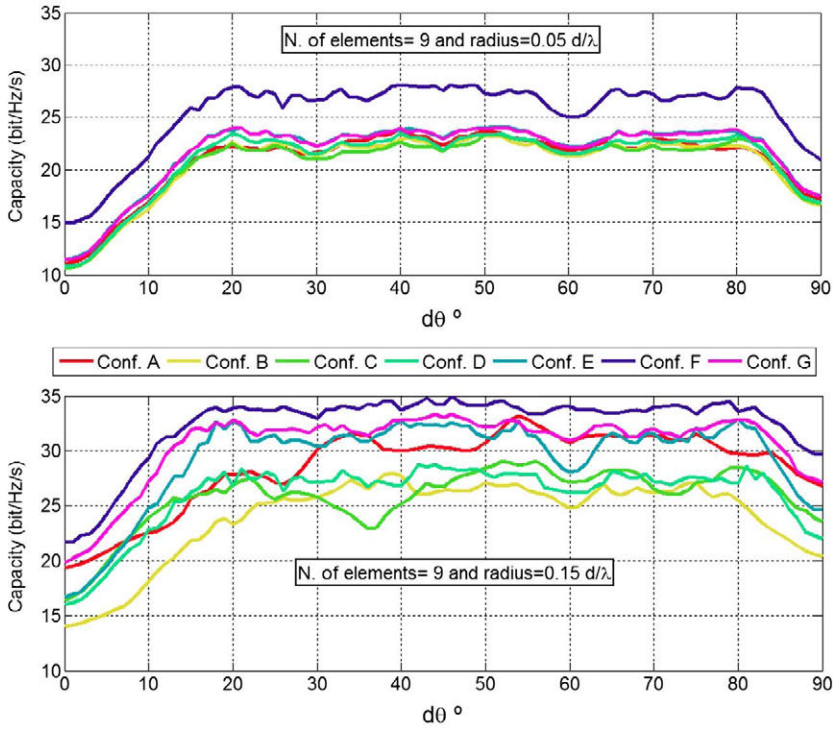 35
30
25
20
15
10
Capacity (bit/Hz/s)
N. of elements= 9 and radius=0.05 d/λ
0 10 20 30 40 50 60 70 80 90
dθ º
Conf. A Conf. B Conf. C Conf. D Conf. E Conf. F Conf. G
35
30
25
20
15
10
Capacity (bit/Hz/s)
N. of elements= 9 and radius=0.15 d/λ
0 10 20 30 40 50 60 70 80 90
dθ º